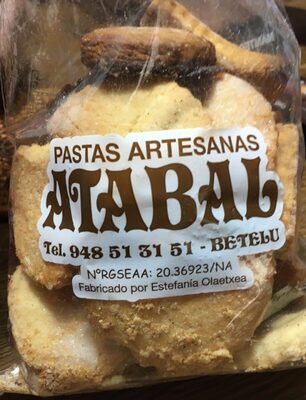 PASTAS ARTESANAS
ATABAL
Tel. 948 51 31 51 - BETELU
NºRGSEAA: 20.36923/NA
Fabricado por Estefanía Olaetxea